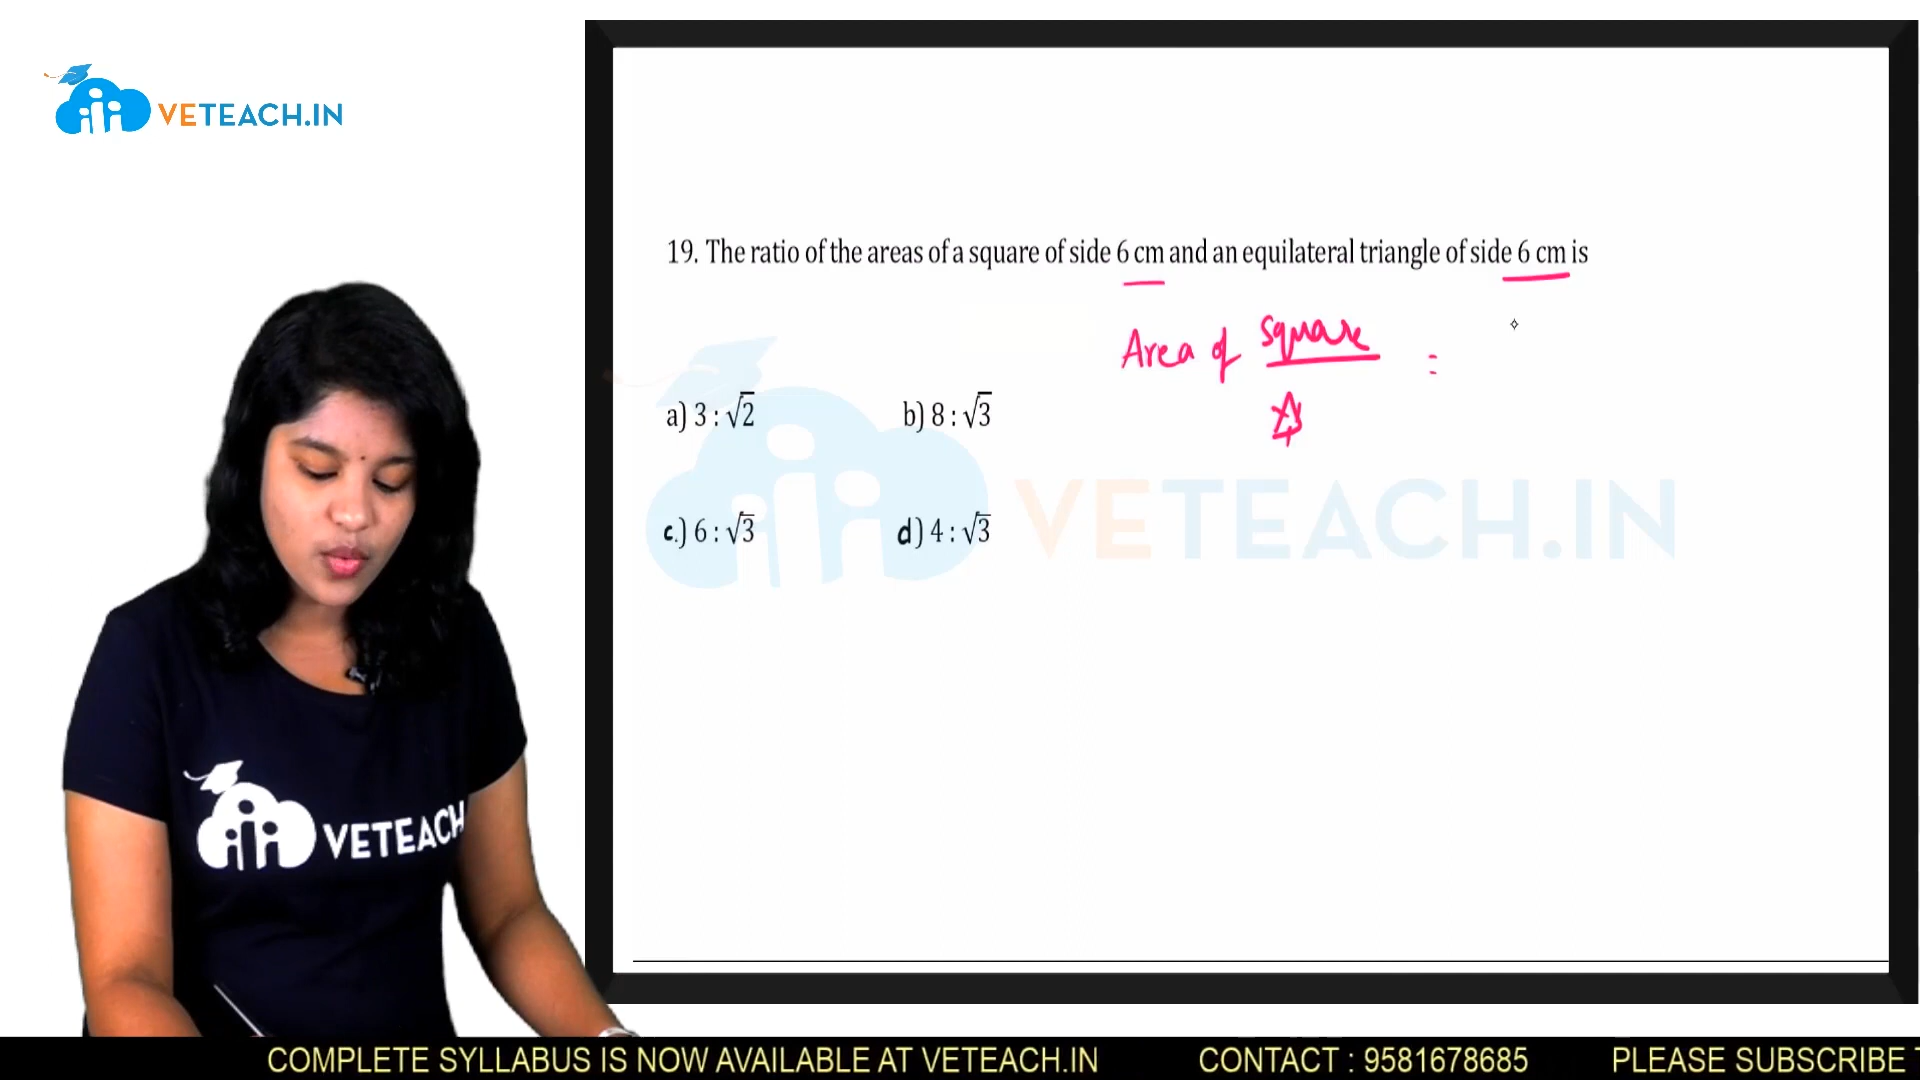 VETEACH.IN
19. The ratio of the areas of a square of side 6 cm and an equilateral triangle of side 6 cm is
Area of square =
a) 3 : √2
b) 8 : √3
c.) 6 : √3
d) 4 : √3
VETEACH.IN
VETEACH
COMPLETE SYLLABUS IS NOW AVAILABLE AT VETEACH.IN CONTACT : 9581678685 PLEASE SUBSCRIBE